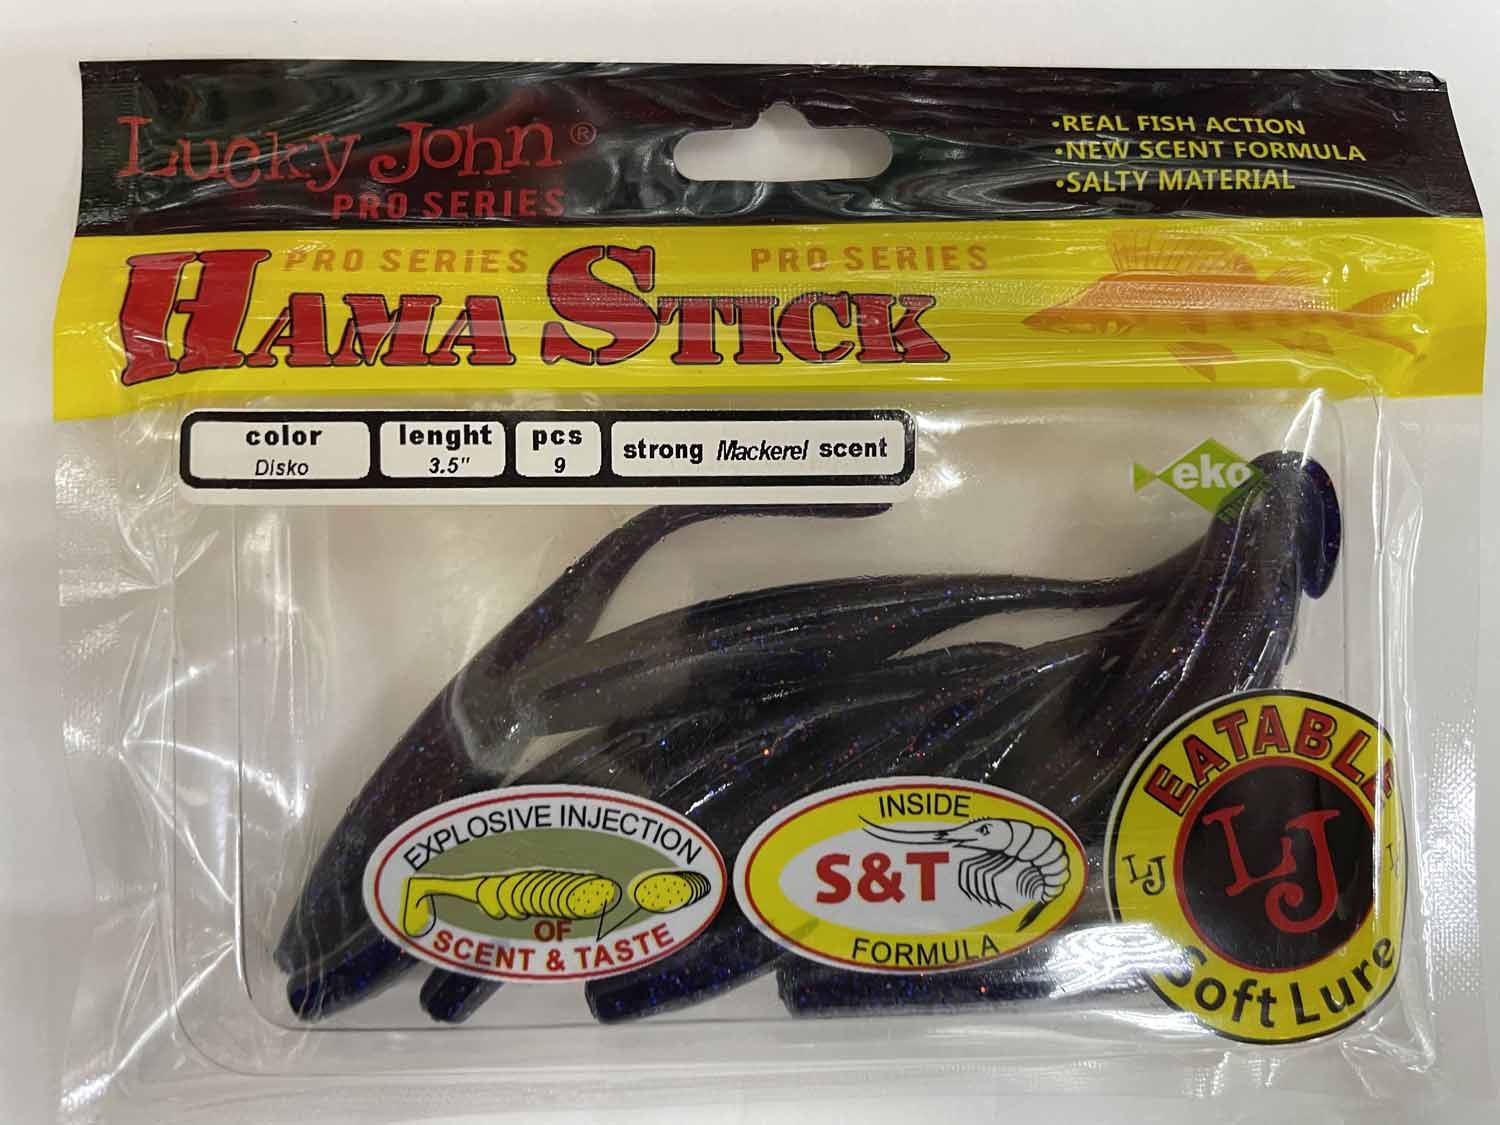 Lucky John®
PRO SERIES
•REAL FISH ACTION
•NEW SCENT FORMULA
•SALTY MATERIAL
PRO SERIES PRO SERIES
HAMA STICK
color
Disko
lenght
3.5"
pcs
9
strong Mackerel scent
eko
EXPLOSIVE INJECTION
OF
SCENT & TASTE
INSIDE
S&T
FORMULA
EATABLE
LJ
LJ
Soft Lure